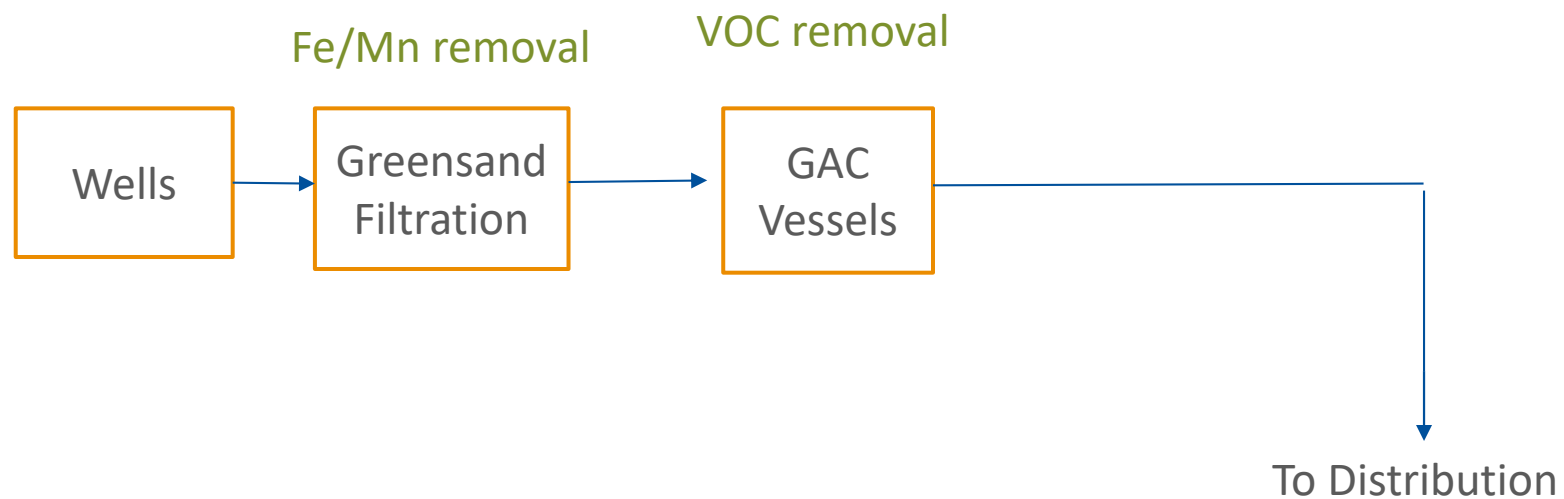 Fe/Mn removal
VOC removal
Wells
Greensand
Filtration
GAC
Vessels
To Distribution